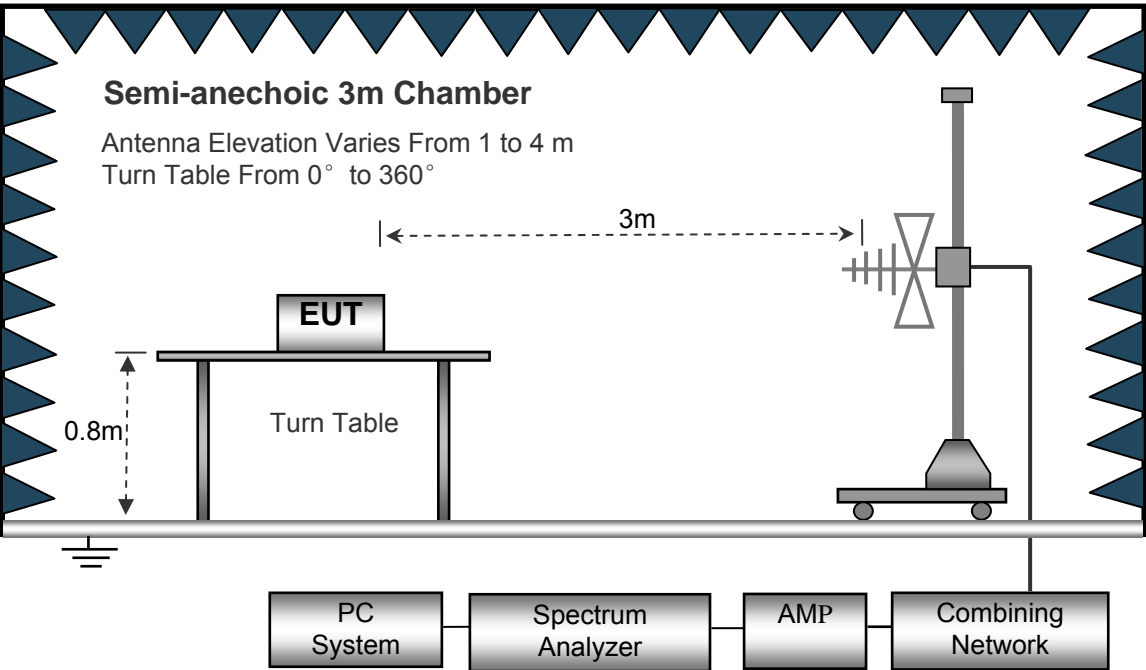 Semi-anechoic 3m Chamber
Antenna Elevation Varies From 1 to 4 m
Turn Table From 0° to 360°
3m
EUT
0.8m
Turn Table
PC
System
Spectrum
Analyzer
AMP
Combining
Network